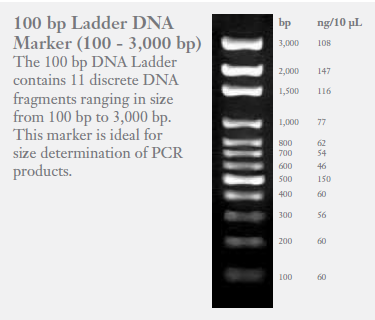 100 bp Ladder DNA
Marker (100 - 3,000 bp)
The 100 bp DNA Ladder
contains 11 discrete DNA
fragments ranging in size
from 100 bp to 3,000 bp.
This marker is ideal for
size determination of PCR
products.
bp ng/10 µL
3,000 108
2,000 147
1,500 116
1,000 77
800 62
700 54
600 46
500 150
400 60
300 56
200 60
100 60